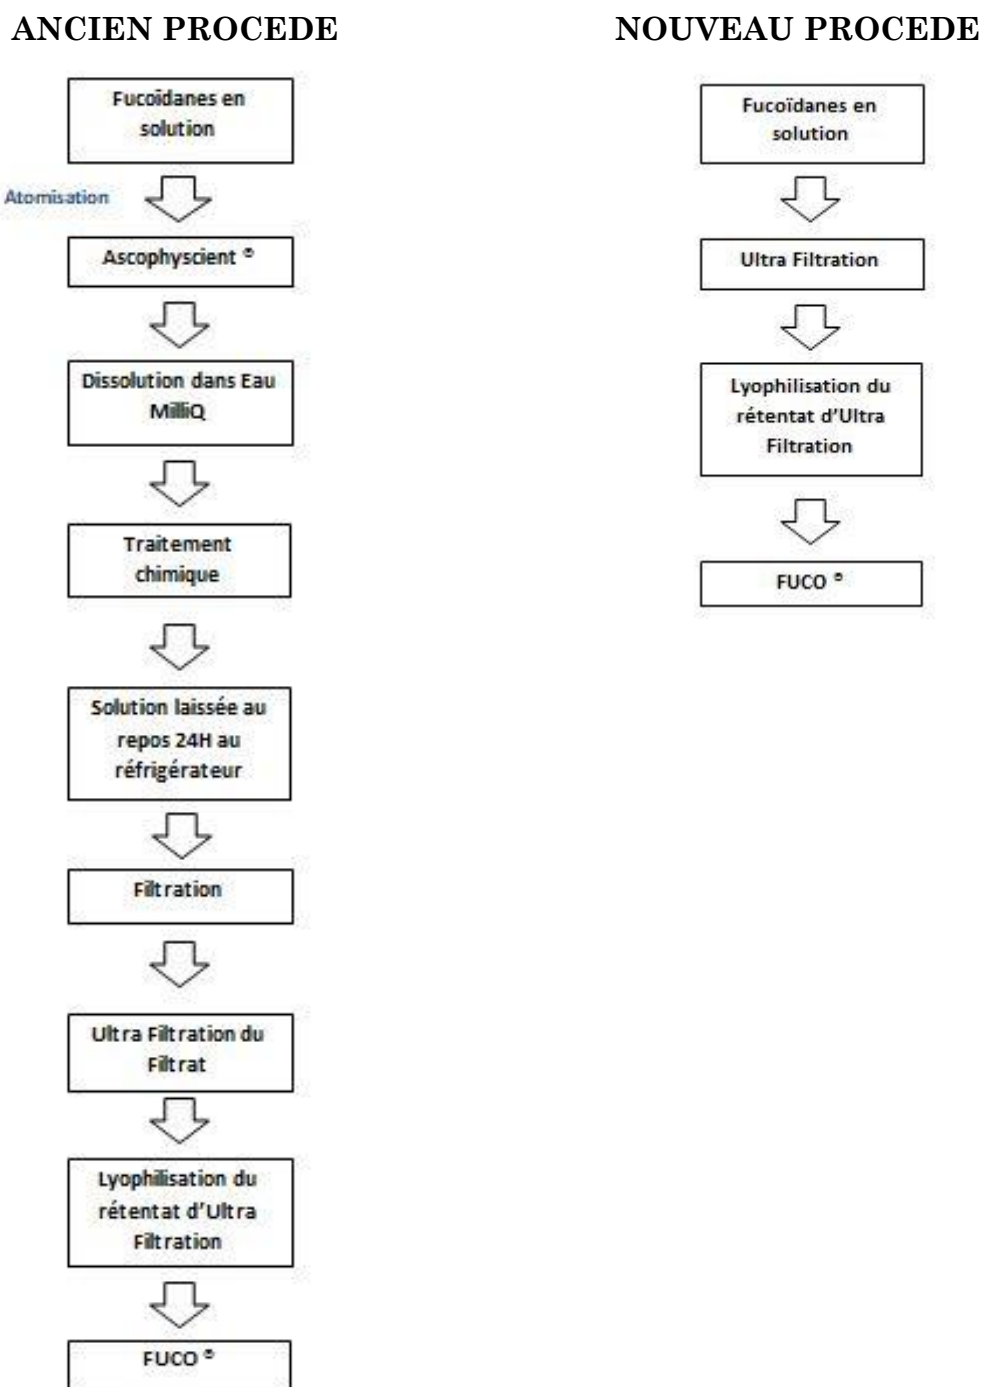 ANCIEN PROCEDE
Fucoïdanes en
solution
Atomisation
Ascophyscient ®
Dissolution dans Eau
MilliQ
Traitement
chimique
Solution laissée au
repos 24H au
réfrigérateur
Filtration
Ultra Filtration du
Filtrat
Lyophilisation du
rétentat d'Ultra
Filtration
FUCO ®
NOUVEAU PROCEDE
Fucoïdanes en
solution
Ultra Filtration
Lyophilisation du
rétentat d'Ultra
Filtration
FUCO ®